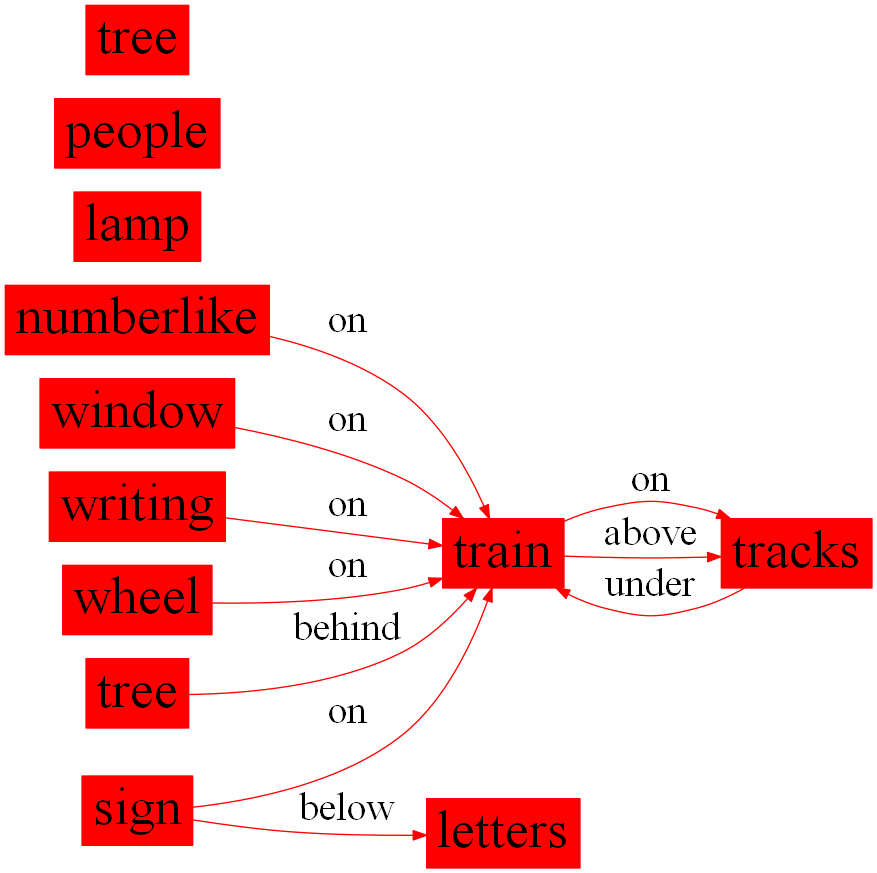 tree
people
lamp
numberlike
on
window
on
writing
on
wheel
on
tree
behind
sign
on
below
train
letters
on
above
under
tracks